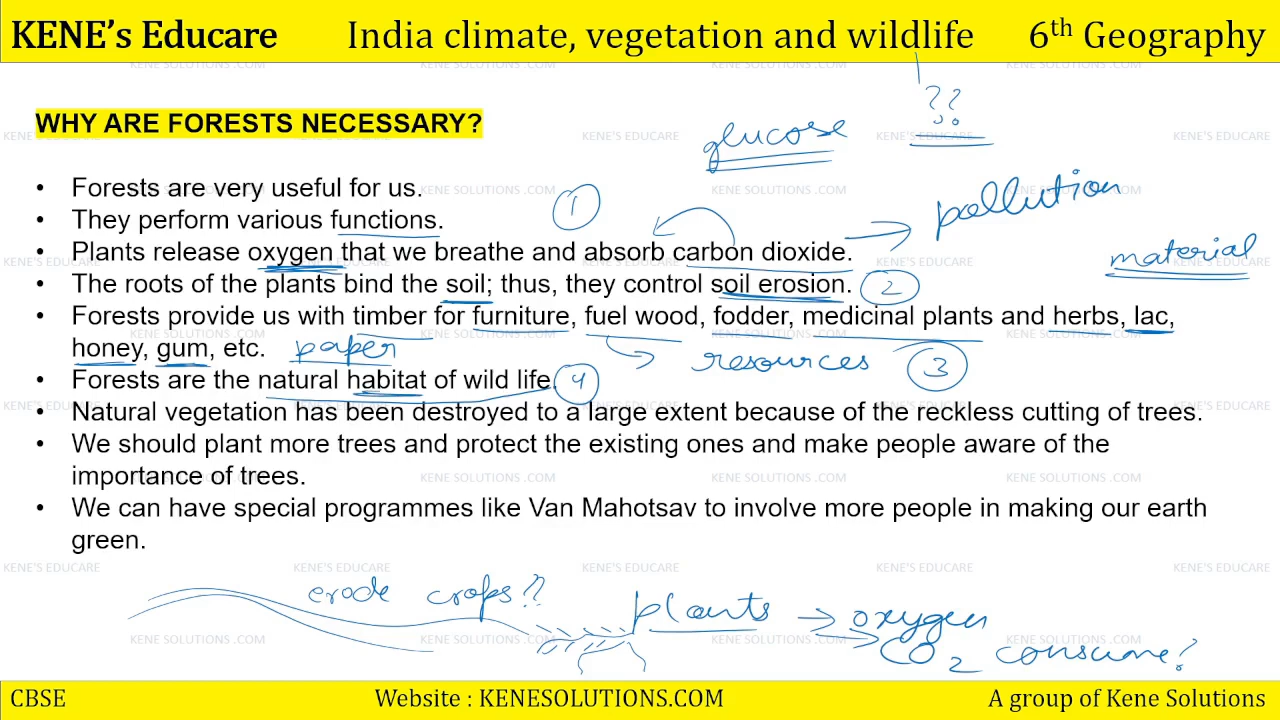 KENE's Educare India climate, vegetation and wildlife 6th Geography
??
glucose
WHY ARE FORESTS NECESSARY?
• Forests are very useful for us.
pollution
• They perform various functions. 1
• Plants release oxygen that we breathe and absorb carbon dioxide.
material
• The roots of the plants bind the soil; thus, they control soil erosion. 2
• Forests provide us with timber for furniture, fuel wood, fodder, medicinal plants and herbs, lac,
honey, gum, etc. paper resources 3
• Forests are the natural habitat of wild life. 4
• Natural vegetation has been destroyed to a large extent because of the reckless cutting of trees.
• We should plant more trees and protect the existing ones and make people aware of the
importance of trees.
• We can have special programmes like Van Mahotsav to involve more people in making our earth
green.
erode crops??
plants → oxygen
CO2 consume?
CBSE Website : KENESOLUTIONS.COM A group of Kene Solutions
KENE SOLUTIONS .COM
KENE'S EDUCARE